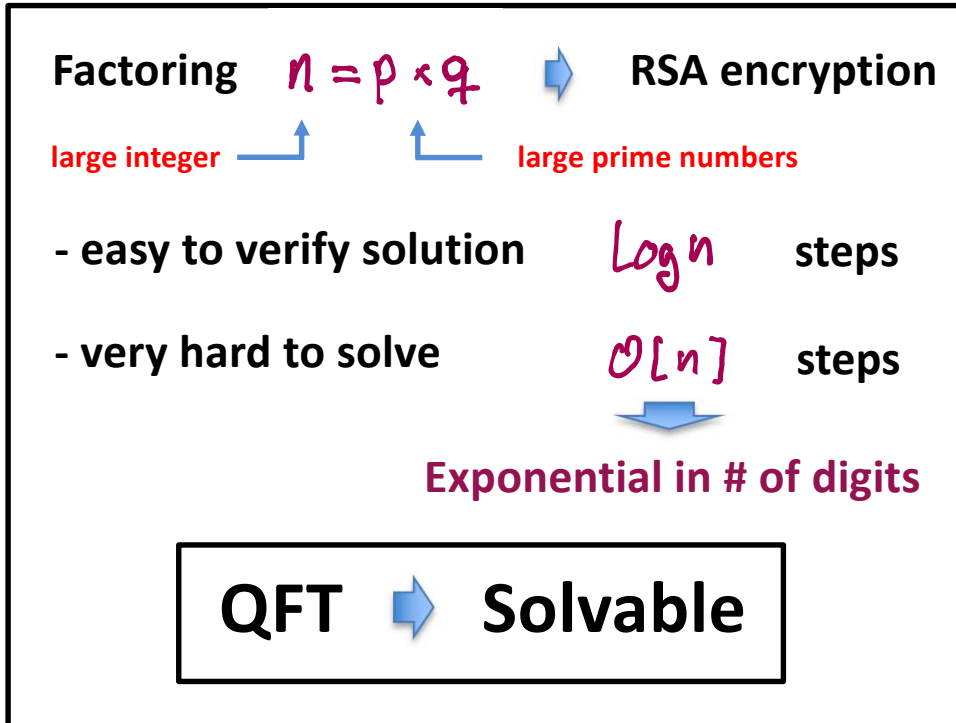 Factoring n = p × q RSA encryption
large integer large prime numbers
- easy to verify solution Log n steps
- very hard to solve O[n] steps
Exponential in # of digits
QFT Solvable